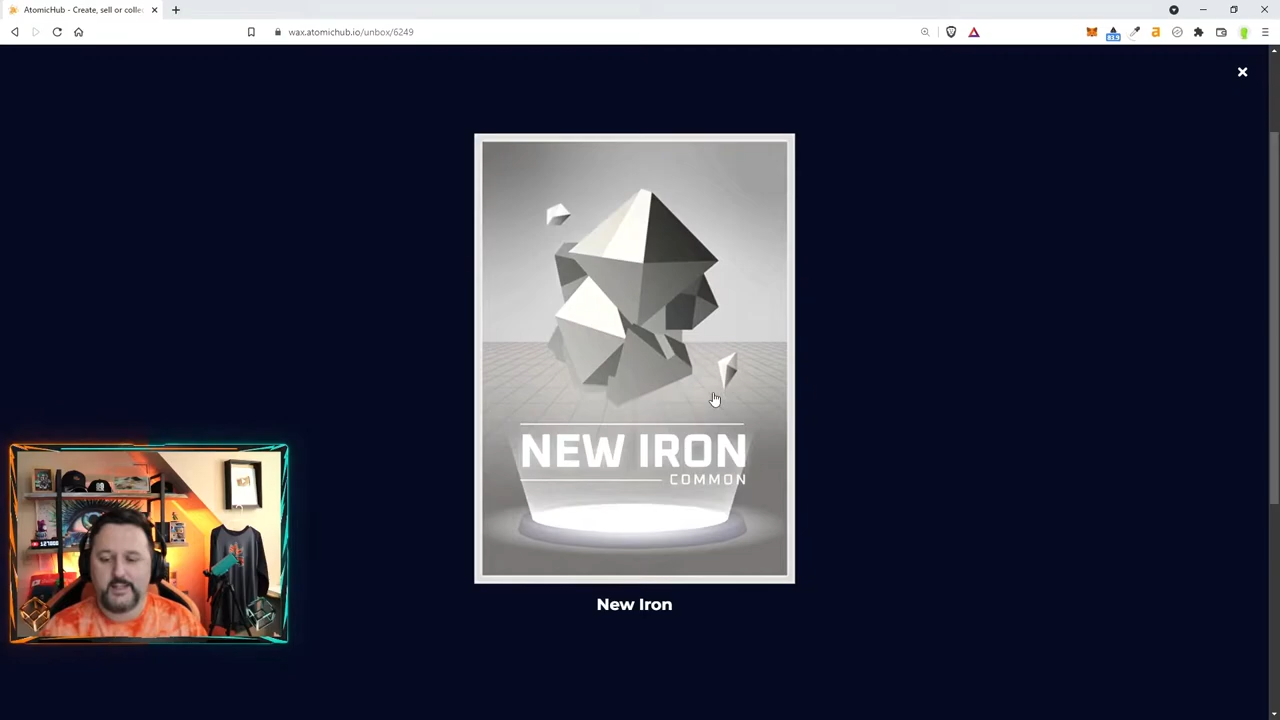 AtomicHub - Create, sell or colle
wax.atomichub.io/unbox/6249
NEW IRON
COMMON
New Iron